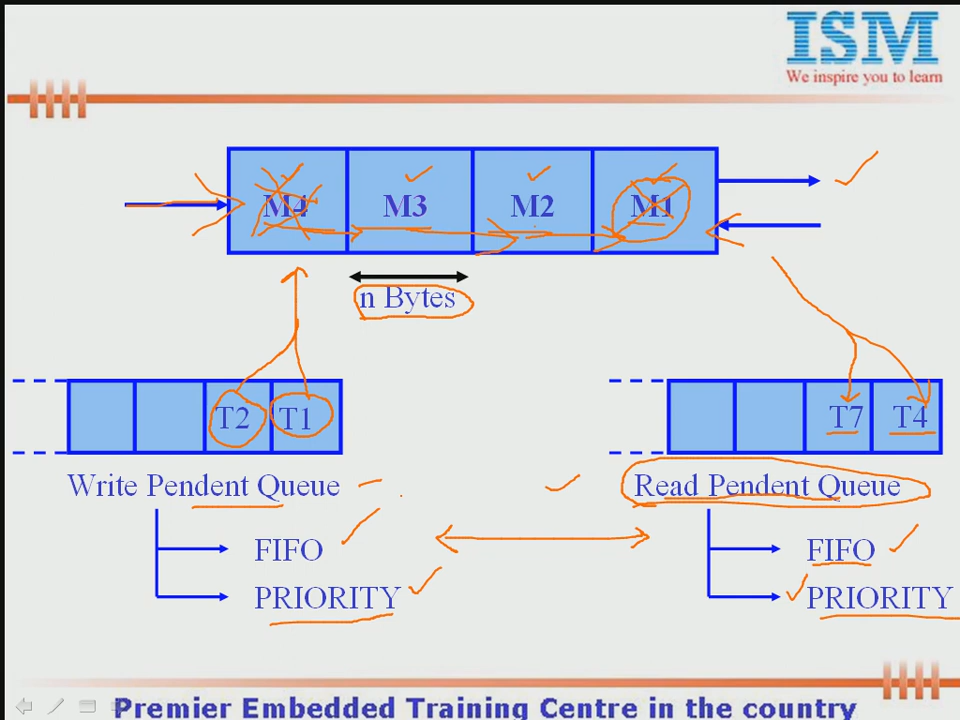 ISM
We inspire you to learn
M4 M3 M2 M1
n Bytes
T2 T1 T7 T4
Write Pendent Queue Read Pendent Queue
FIFO FIFO
PRIORITY PRIORITY
Premier Embedded Training Centre in the country